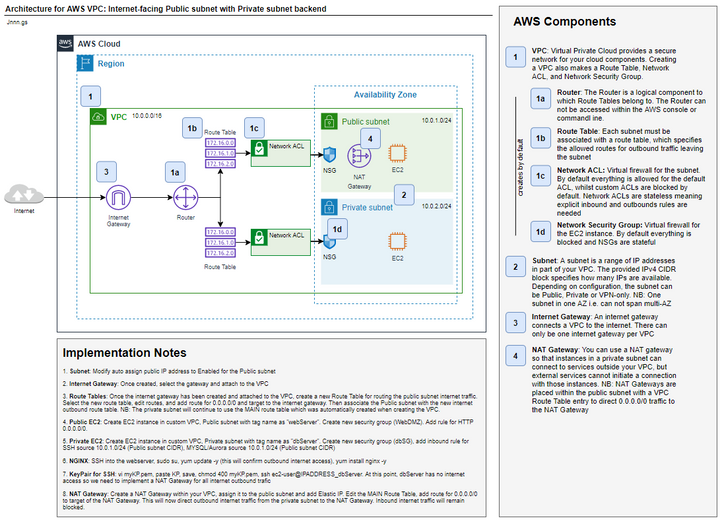 Architecture for AWS VPC: Internet-facing Public subnet with Private subnet backend
Jnnn.gs
aws
AWS Cloud
Region
1
VPC
10.0.0.0/16
Availability Zone
1b
Route Table
172.16.0.0
172.16.1.0
172.16.2.0
1c
Network ACL
Public subnet
10.0.1.0/24
4
NSG
NAT
Gateway
EC2
2
3
1a
Internet
Internet
Gateway
Router
Private subnet
10.0.2.0/24
172.16.0.0
172.16.1.0
172.16.2.0
Route Table
Network ACL
1d
NSG
EC2
Implementation Notes
1. Subnet: Modify auto assign public IP address to Enabled for the Public subnet
2. Internet Gateway: Once created, select the gateway and attach to the VPC
3. Route Tables: Once the internet gateway has been created and attached to the VPC, create a new Route Table for routing the public subnet internet traffic.
Select the new route table, edit routes, and add route for 0.0.0.0/0 and target to the internet gateway. Then associate the Public subnet with the new internet
outbound route table. NB: The private subnet will continue to use the MAIN route table which was automatically created when creating the VPC.
4. Public EC2: Create EC2 instance in custom VPC, Public subnet with tag name as "webServer". Create new security group (WebDMZ). Add rule for HTTP
0.0.0.0/0.
5. Private EC2: Create EC2 instance in custom VPC, Private subnet with tag name as "dbServer". Create new security group (dbSG), add inbound rule for
SSH source 10.0.1.0/24 (Public subnet CIDR), MYSQL/Aurora source 10.0.1.0/24 (Public subnet CIDR)
6. NGINX: SSH into the webserver, sudo su, yum update -y (this will confirm outbound internet access), yum install nginx -y
7. KeyPair for SSH: vi myKP.pem, paste KP, save, chmod 400 myKP.pem, ssh ec2-user@IPADDRESS_dbServer. At this point, dbServer has no internet
access so we need to implement a NAT Gateway for all internet outbound traffic
8. NAT Gateway: Create a NAT Gateway within your VPC, assign it to the public subnet and add Elastic IP. Edit the MAIN Route Table, add route for 0.0.0.0/0
to target of the NAT Gateway. This will now direct outbound internet traffic from the private subnet to the NAT Gateway. Inbound internet traffic will remain
blocked.
AWS Components
1
VPC: Virtual Private Cloud provides a secure
network for your cloud components. Creating
a VPC also makes a Route Table, Network
ACL, and Network Security Group.
creates by default
1a
Router: The Router is a logical component to
which Route Tables belong to. The Router can
not be accessed within the AWS console or
command line.
1b
Route Table: Each subnet must be
associated with a route table, which specifies
the allowed routes for outbound traffic leaving
the subnet
1c
Network ACL: Virtual firewall for the subnet.
By default everything is allowed for the default
ACL, whilst custom ACLs are blocked by
default. Network ACLs are stateless meaning
explicit inbound and outbounds rules are
needed
1d
Network Security Group: Virtual firewall for
the EC2 instance. By default everything is
blocked and NSGs are stateful
2
Subnet: A subnet is a range of IP addresses
in part of your VPC. The provided IPv4 CIDR
block specifies how many IPs are available.
Depending on configuration, the subnet can
be Public, Private or VPN-only. NB: One
subnet in one AZ i.e. can not span multi-AZ
3
Internet Gateway: An internet gateway
connects a VPC to the internet. There can
only be one internet gateway per VPC
4
NAT Gateway: You can use a NAT gateway
so that instances in a private subnet can
connect to services outside your VPC, but
external services cannot initiate a connection
with those instances. NB: NAT Gateways are
placed within the public subnet with a VPC
Route Table entry to direct 0.0.0.0/0 traffic to
the NAT Gateway